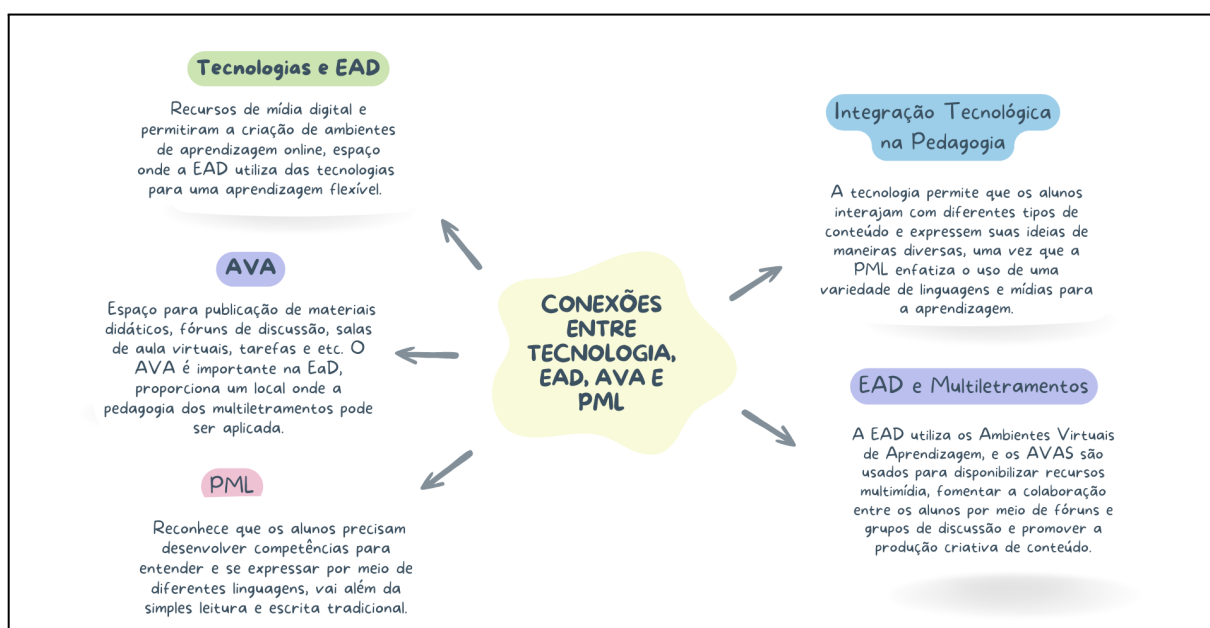 Tecnologias e EAD
Recursos de mídia digital e
permitiram a criação de ambientes
de aprendizagem online, espaço
onde a EAD utiliza das tecnologias
para uma aprendizagem flexível.
AVA
Espaço para publicação de materiais
didáticos, fóruns de discussão, salas
de aula virtuais, tarefas e etc. O
AVA é importante na EaD,
proporciona um local onde a
pedagogia dos multiletramentos pode
ser aplicada.
PML
Reconhece que os alunos precisam
desenvolver competências para
entender e se expressar por meio de
diferentes linguagens, vai além da
simples leitura e escrita tradicional.
CONEXÕES
ENTRE
TECNOLOGIA,
EAD, AVA E
PML
Integração Tecnológica
na Pedagogia
A tecnologia permite que os alunos
interajam com diferentes tipos de
conteúdo e expressem suas ideias de
maneiras diversas, uma vez que a
PML enfatiza o uso de uma
variedade de linguagens e mídias para
a aprendizagem.
EAD e Multiletramentos
A EAD utiliza os Ambientes Virtuais
de Aprendizagem, e os AVAS são
usados para disponibilizar recursos
multimídia, fomentar a colaboração
entre os alunos por meio de fóruns e
grupos de discussão e promover a
produção criativa de conteúdo.